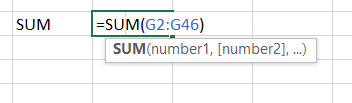 SUM =SUM(G2:G46)
SUM(number1, [number2], ...)